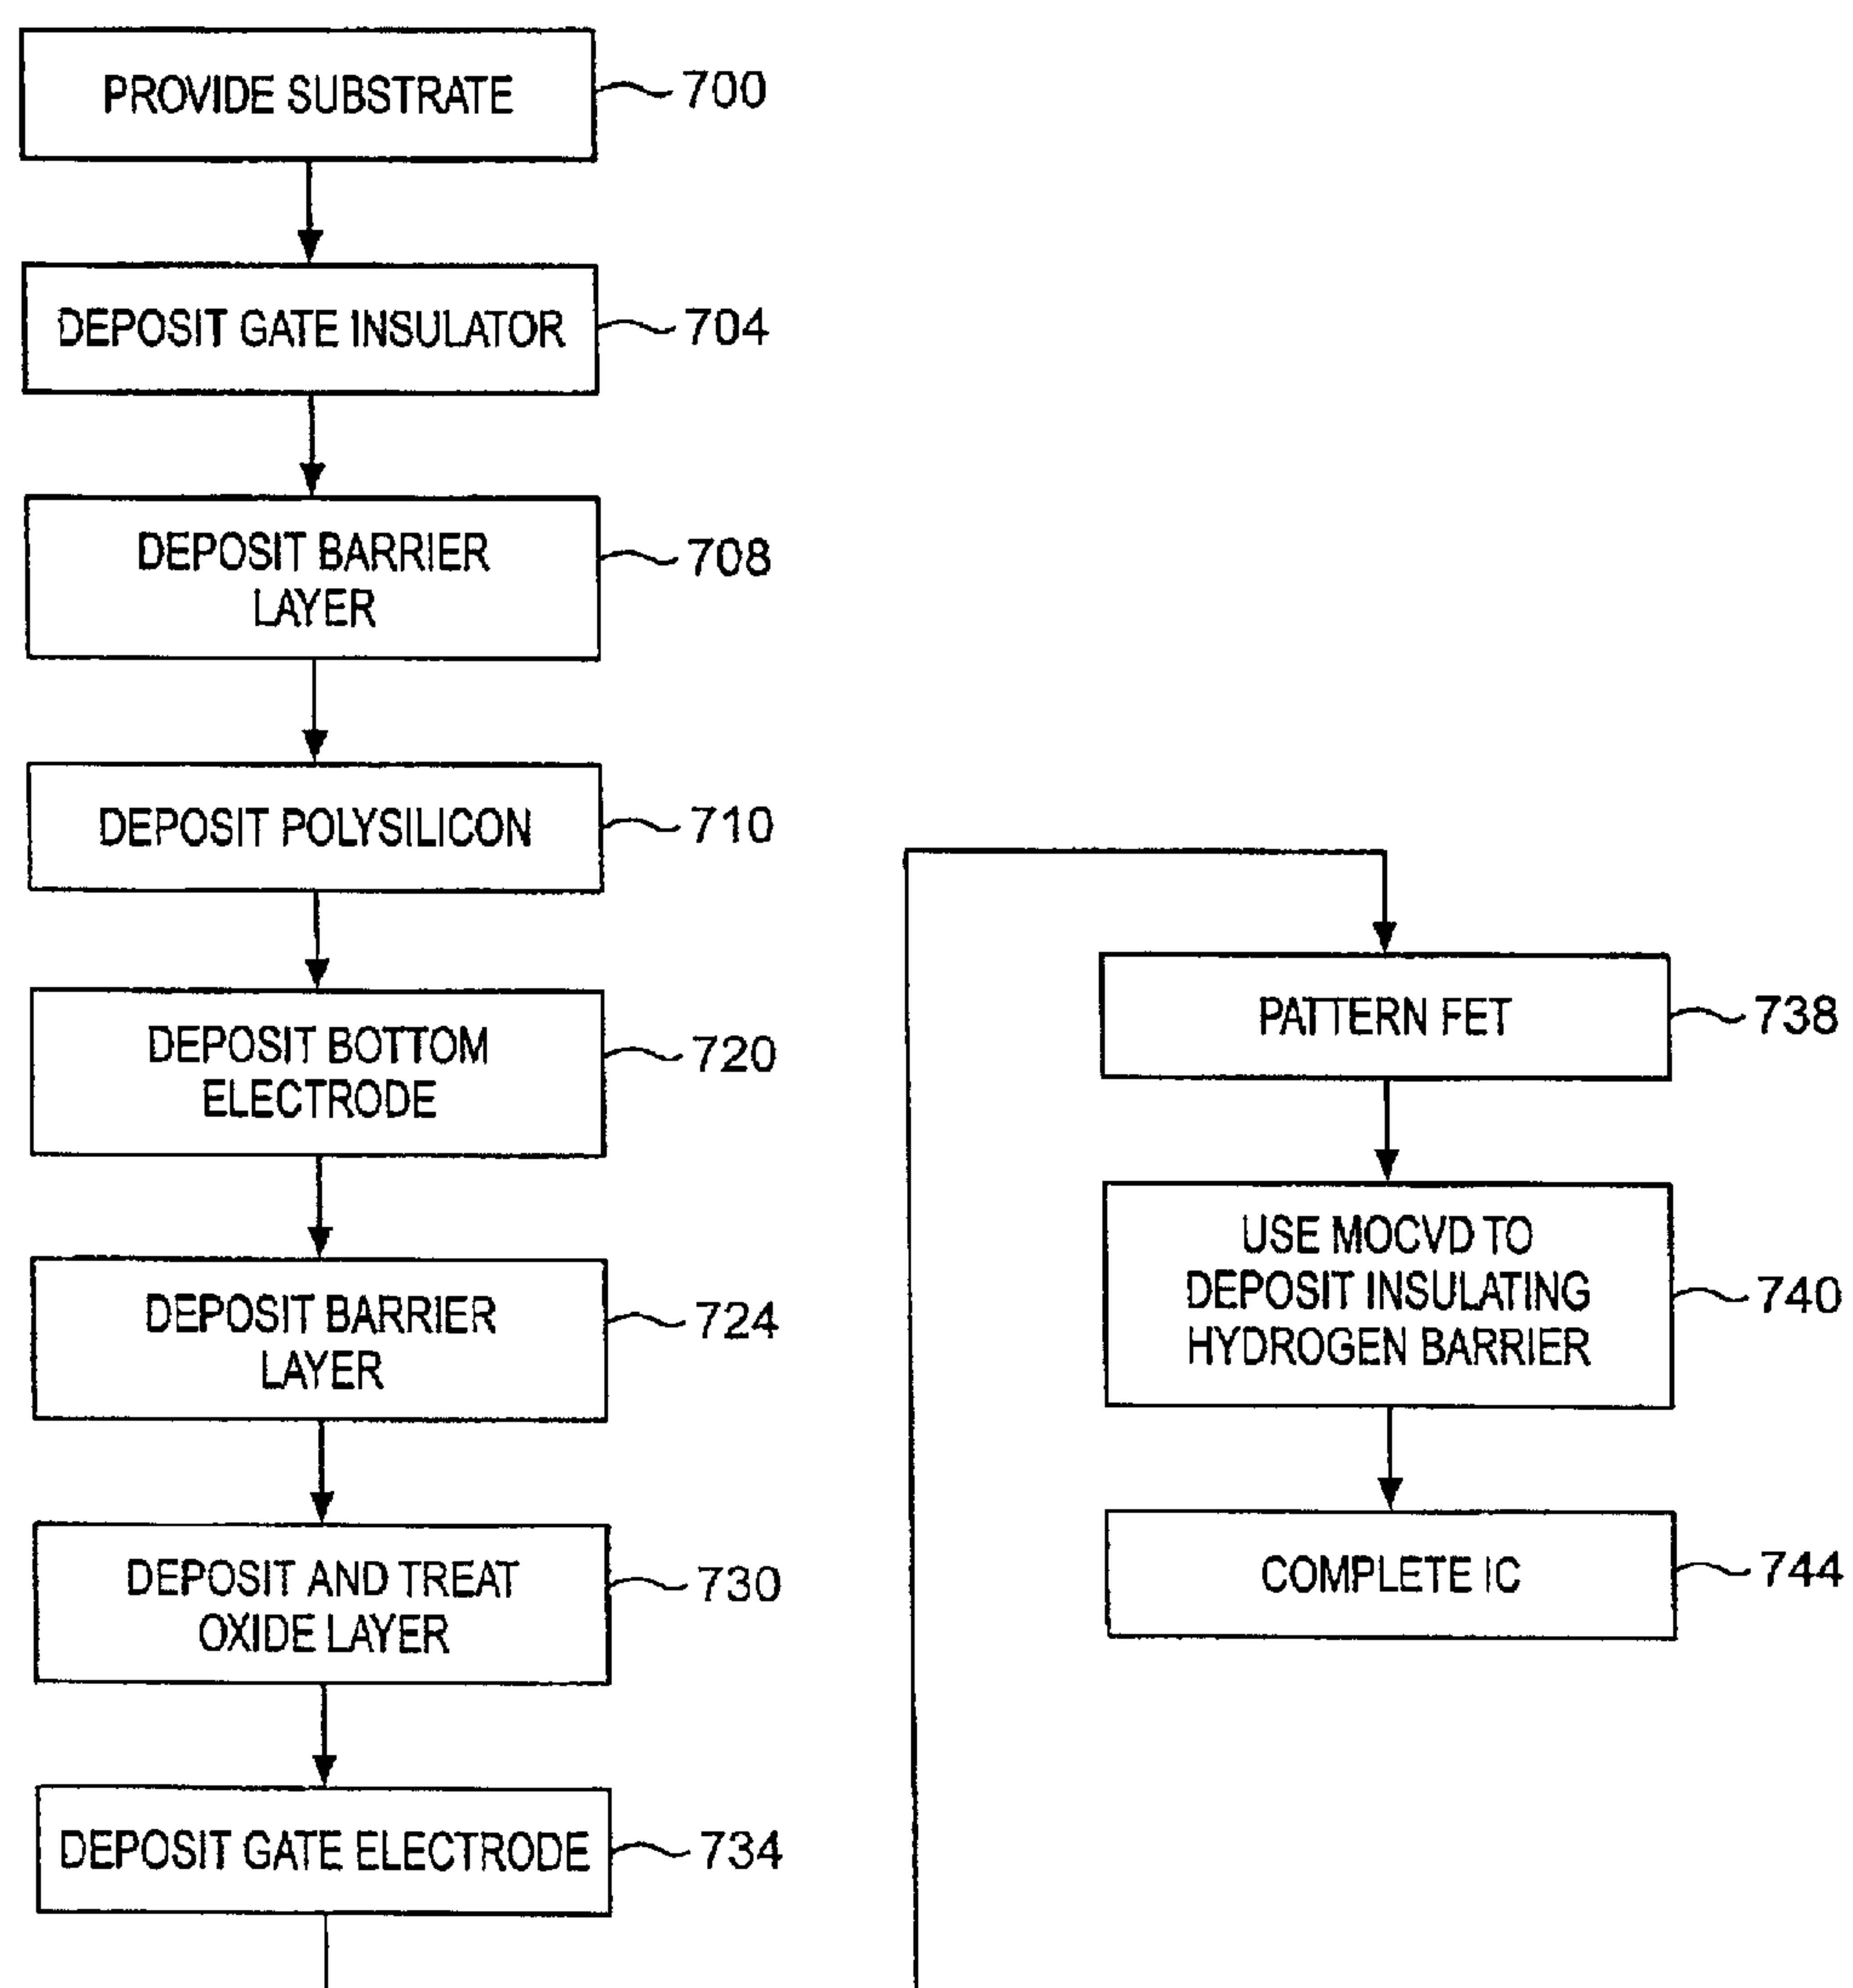 PROVIDE SUBSTRATE
700
DEPOSIT GATE INSULATOR
704
DEPOSIT BARRIER
LAYER
708
DEPOSIT POLYSILICON
710
DEPOSIT BOTTOM
ELECTRODE
720
DEPOSIT BARRIER
LAYER
724
DEPOSIT AND TREAT
OXIDE LAYER
730
DEPOSIT GATE ELECTRODE
734
PATTERN FET
738
USE MOCVD TO
DEPOSIT INSULATING
HYDROGEN BARRIER
740
COMPLETE IC
744